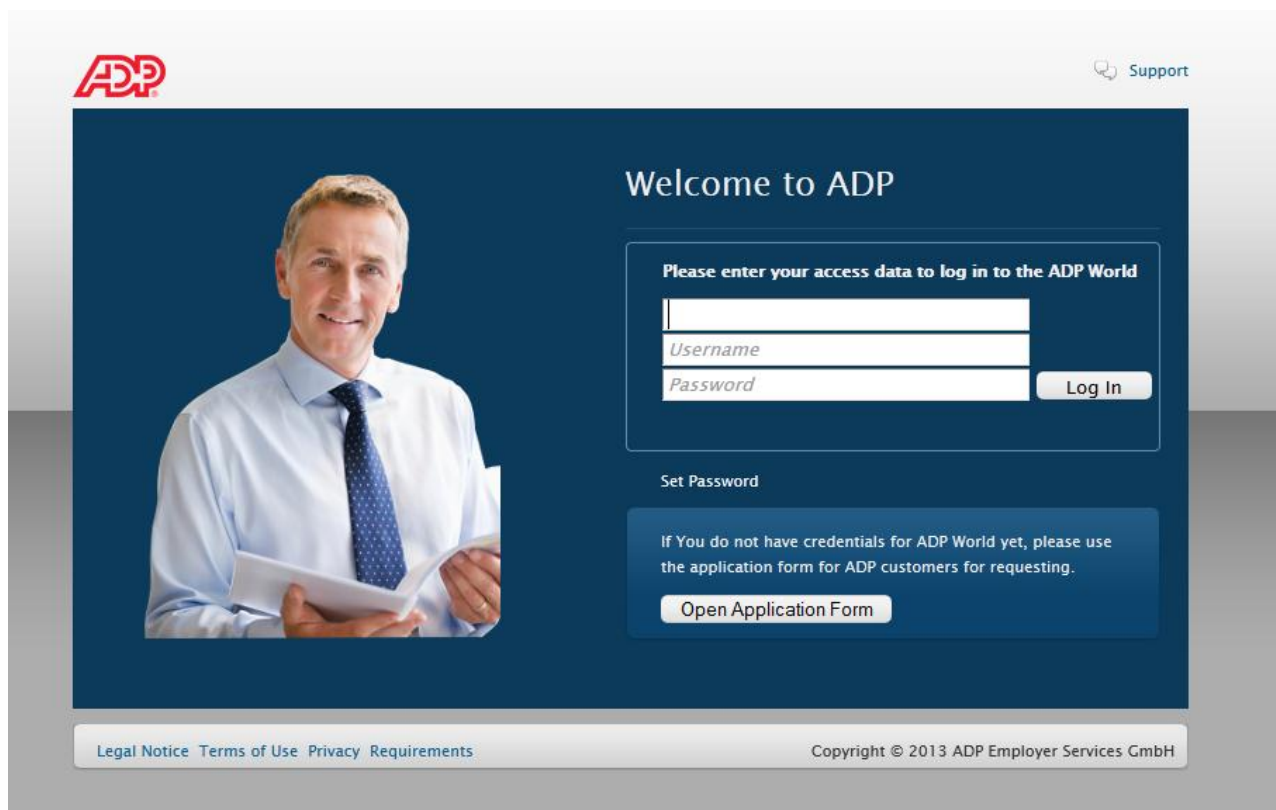 ADP
Support
Welcome to ADP
Please enter your access data to log in to the ADP World
Username
Password
Log In
Set Password
If You do not have credentials for ADP World yet, please use
the application form for ADP customers for requesting.
Open Application Form
Legal Notice Terms of Use Privacy Requirements
Copyright © 2013 ADP Employer Services GmbH